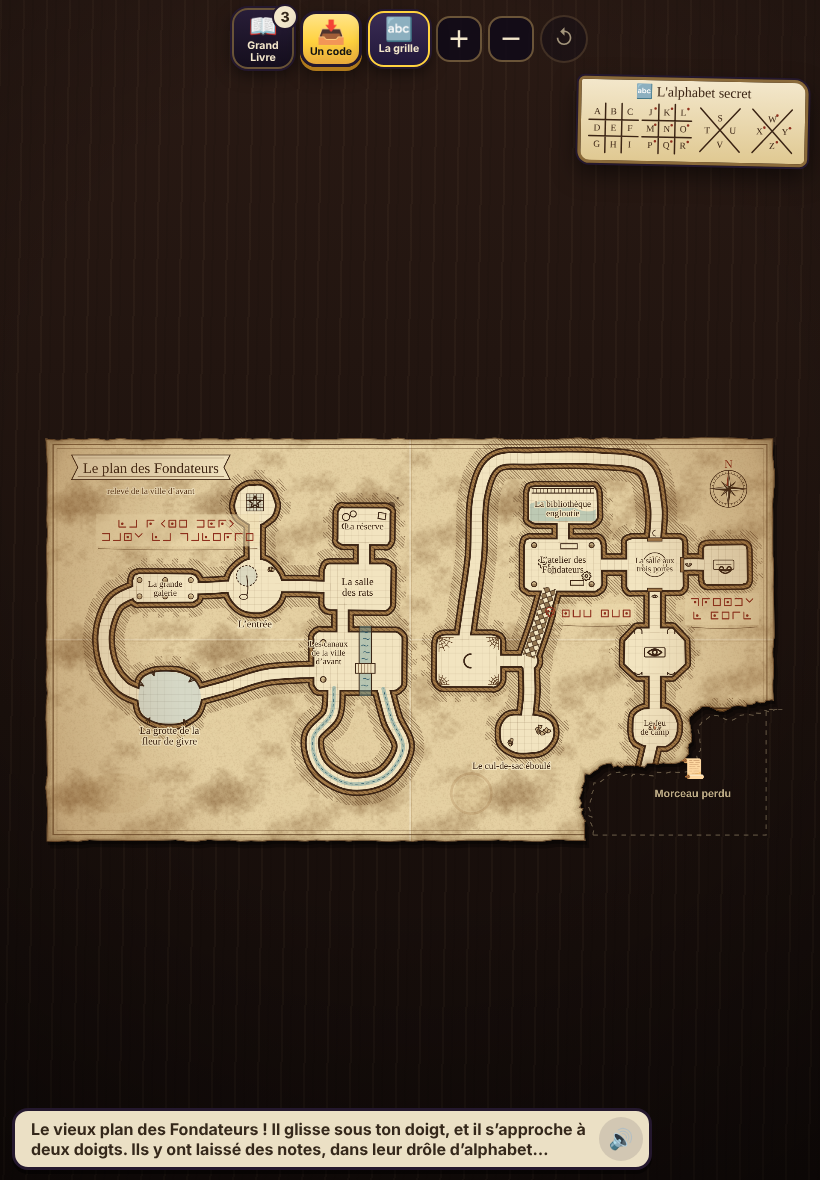 3
Grand
Livre
Un code
abc
La grille
+
−
abc L'alphabet secret
A B C J K L S W
D E F M N O T U X Y
G H I P Q R V Z
Le plan des Fondateurs
relevé de la ville d'avant
N
La réserve
La bibliothèque
engloutie
La grande
galerie
La salle
des rats
L'atelier des
Fondateurs
La salle aux
trois portes
L'entrée
Les canaux
de la ville
d'avant
La grotte de la
fleur de givre
Le feu
de camp
Le cul-de-sac éboulé
Morceau perdu
Le vieux plan des Fondateurs ! Il glisse sous ton doigt, et il s'approche à
deux doigts. Ils y ont laissé des notes, dans leur drôle d'alphabet…